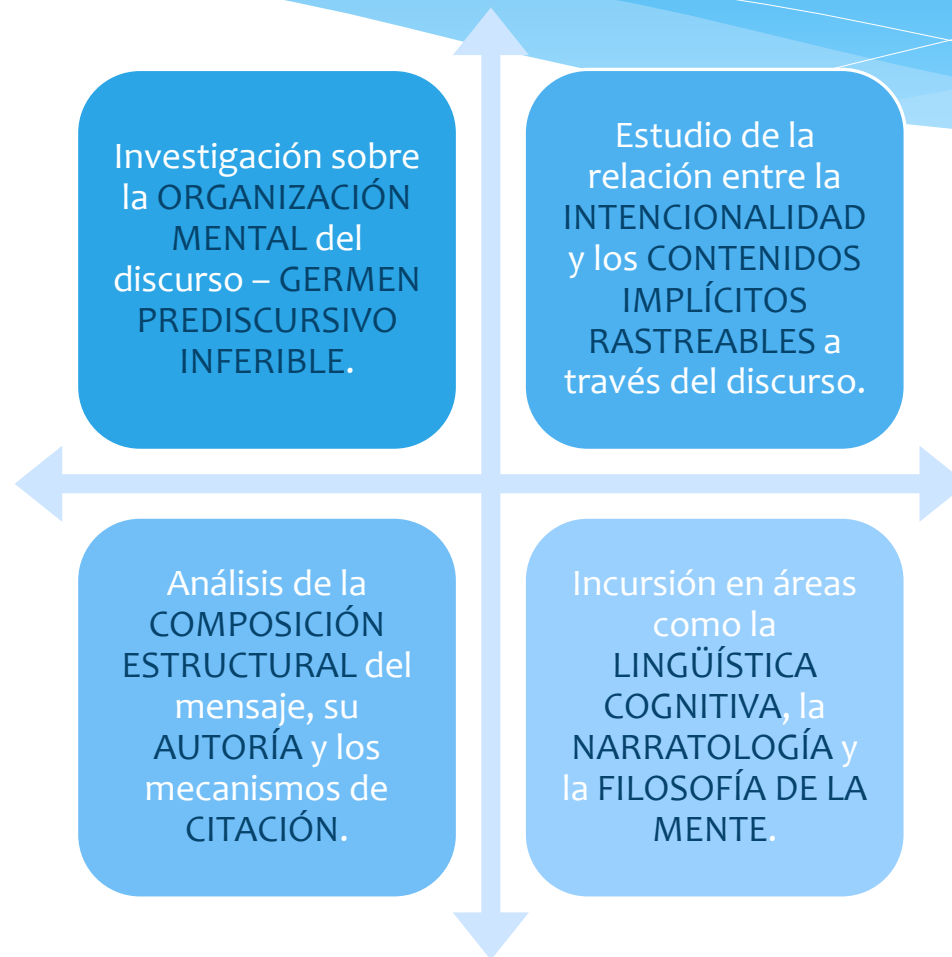 Investigación sobre
la ORGANIZACIÓN
MENTAL del
discurso – GERMEN
PREDISCURSIVO
INFERIBLE.
Estudio de la
relación entre la
INTENCIONALIDAD
y los CONTENIDOS
IMPLÍCITOS
RASTREABLES a
través del discurso.
Análisis de la
COMPOSICIÓN
ESTRUCTURAL del
mensaje, su
AUTORÍA y los
mecanismos de
CITACIÓN.
Incursión en áreas
como la
LINGÜÍSTICA
COGNITIVA, la
NARRATOLOGÍA y
la FILOSOFÍA DE LA
MENTE.